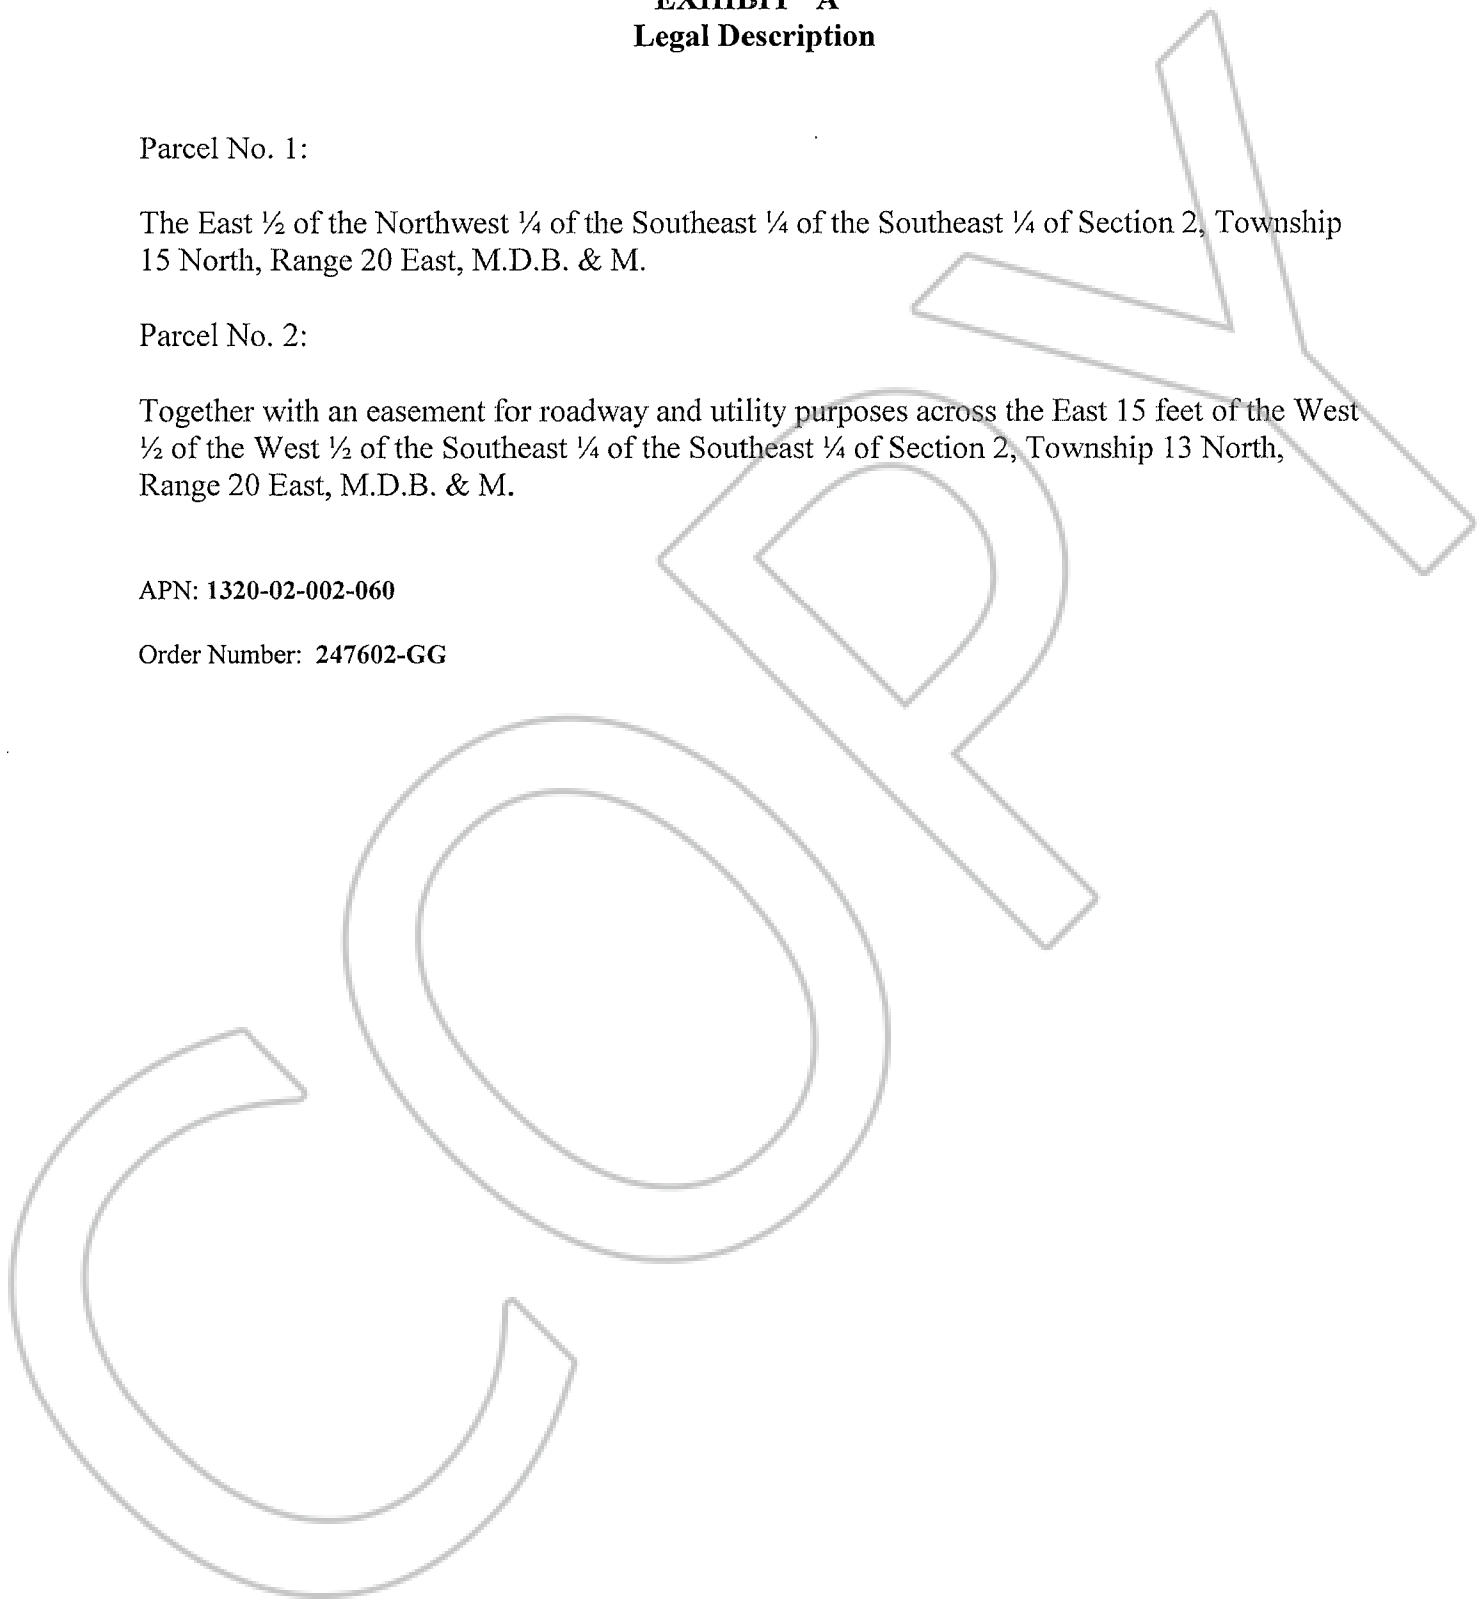 EXHIBIT "A"
Legal Description
Parcel No. 1:
The East ½ of the Northwest ¼ of the Southeast ¼ of the Southeast ¼ of Section 2, Township
15 North, Range 20 East, M.D.B. & M.
Parcel No. 2:
Together with an easement for roadway and utility purposes across the East 15 feet of the West
½ of the West ½ of the Southeast ¼ of the Southeast ¼ of Section 2, Township 13 North,
Range 20 East, M.D.B. & M.
APN: 1320-02-002-060
Order Number: 247602-GG
COPY